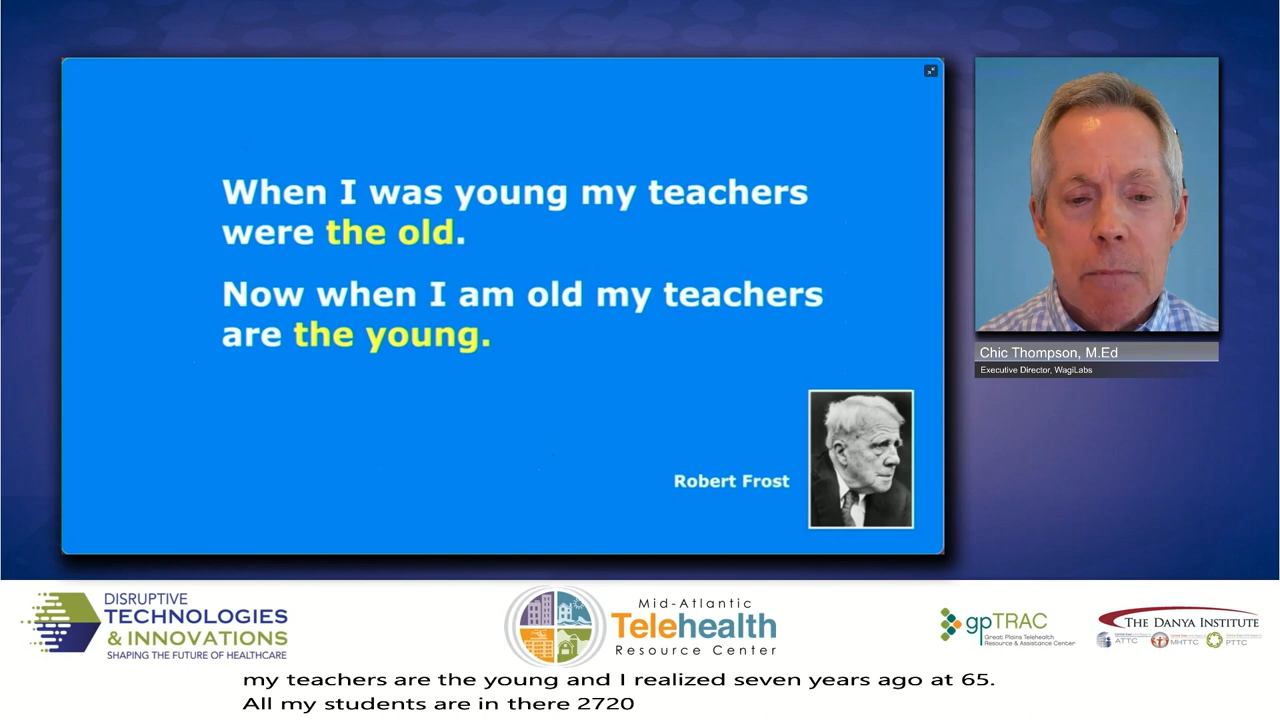 When I was young my teachers
were the old.
Now when I am old my teachers
are the young.
Robert Frost
Chic Thompson, M.Ed
Executive Director, WagiLabs
DISRUPTIVE
TECHNOLOGIES
& INNOVATIONS
SHAPING THE FUTURE OF HEALTHCARE
Mid-Atlantic
Telehealth
Resource Center
gpTRAC
Great Plains Telehealth
Resource & Assistance Center
THE DANYA INSTITUTE
ATTC
MHTTC
PTTC
my teachers are the young and I realized seven years ago at 65.
All my students are in there 2720